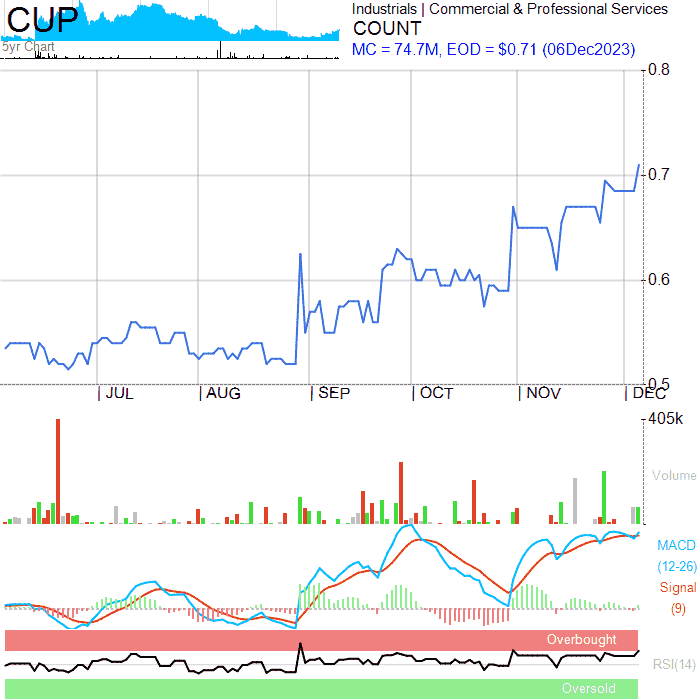 CUP
5yr Chart
Industrials | Commercial & Professional Services
COUNT
MC = 74.7M, EOD = $0.71 (06Dec2023)
0.8
0.7
0.6
0.5
JUL
AUG
SEP
OCT
NOV
DEC
405k
Volume
MACD
(12-26)
Signal
(9)
Overbought
RSI(14)
Oversold